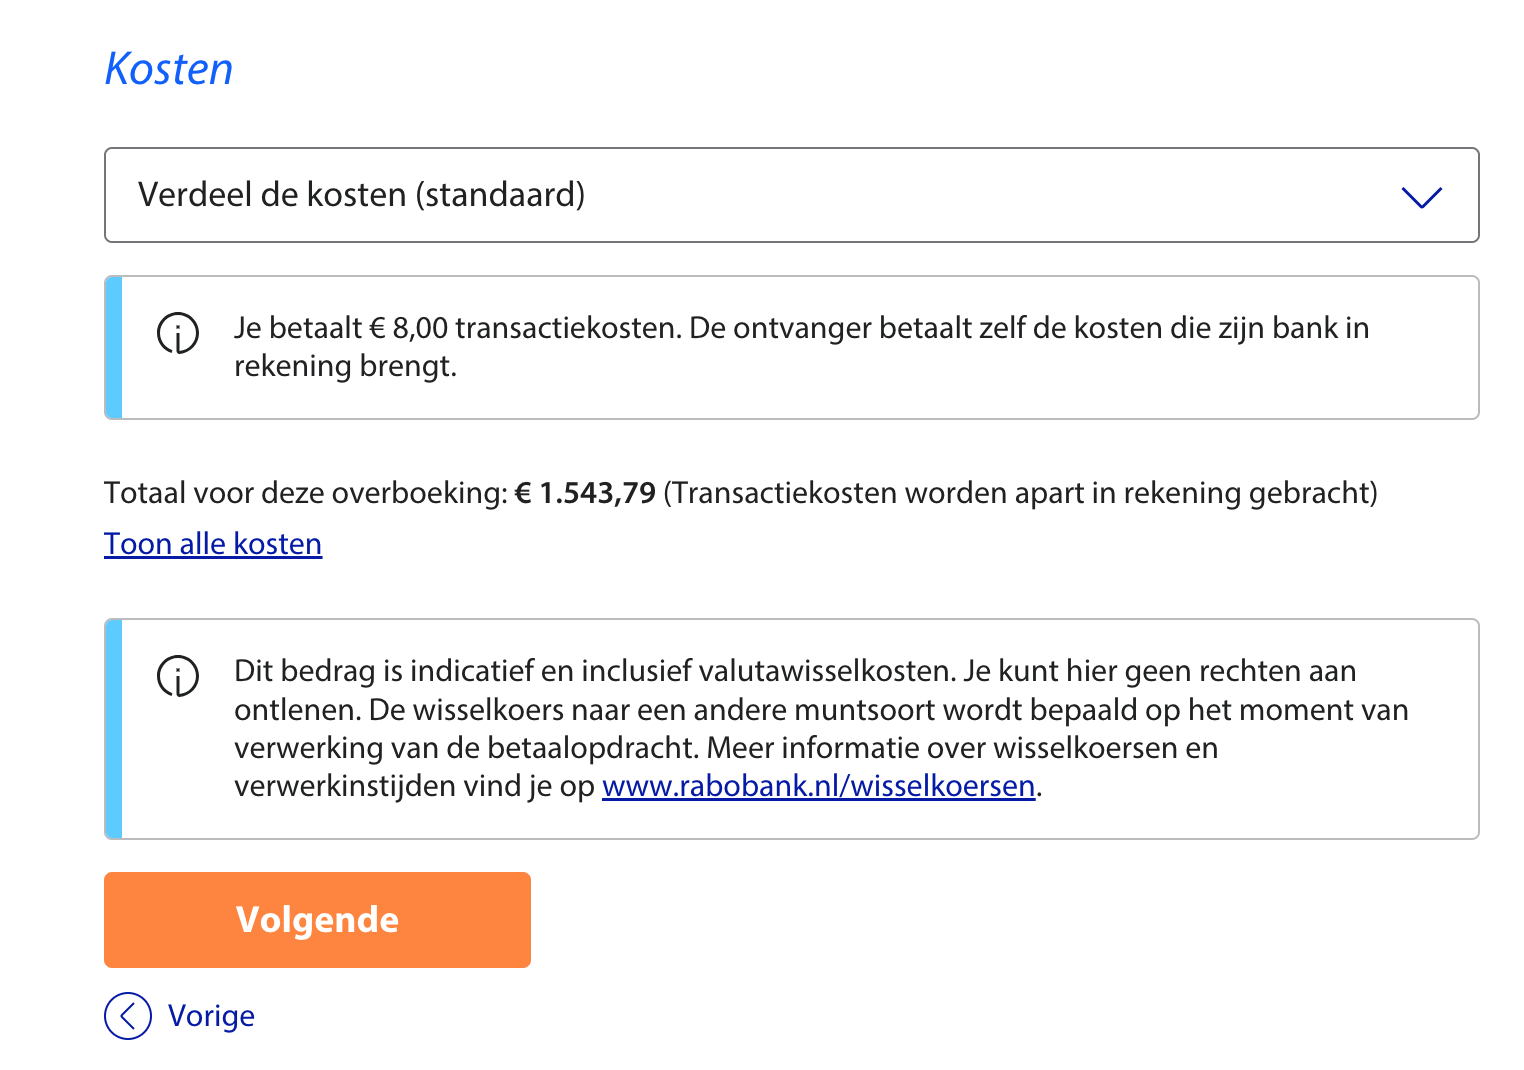 Kosten
Verdeel de kosten (standaard)
Je betaalt € 8,00 transactiekosten. De ontvanger betaalt zelf de kosten die zijn bank in
rekening brengt.
Totaal voor deze overboeking: € 1.543,79 (Transactiekosten worden apart in rekening gebracht)
Toon alle kosten
Dit bedrag is indicatief en inclusief valutawisselkosten. Je kunt hier geen rechten aan
ontlenen. De wisselkoers naar een andere muntsoort wordt bepaald op het moment van
verwerking van de betaalopdracht. Meer informatie over wisselkoersen en
verwerkinstijden vind je op www.rabobank.nl/wisselkoersen.
Volgende
Vorige